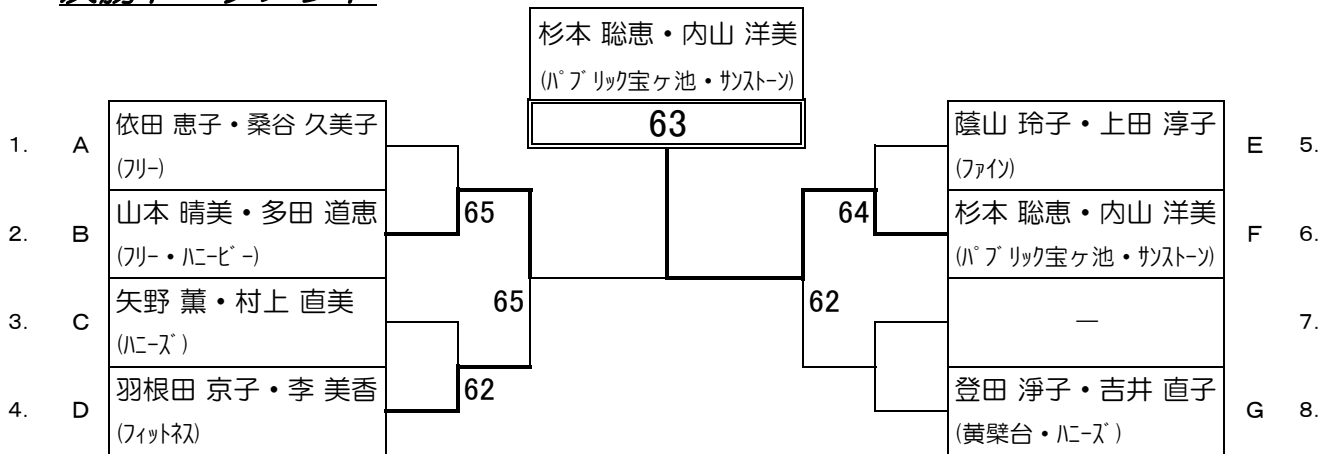 杉本 聡恵・内山 洋美
(ﾊﾟﾌﾞﾘｯｸ宝ヶ池・ｻﾝｽﾄｰﾝ)
63
1. A 依田 恵子・桑谷 久美子
(ﾌﾘｰ)
65
2. B 山本 晴美・多田 道恵
(ﾌﾘｰ・ﾊﾆｰﾋﾞｰ)
65
3. C 矢野 薫・村上 直美
(ﾊﾆｰｽﾞ)
62
4. D 羽根田 京子・李 美香
(ﾌｨｯﾄﾈｽ)
蔭山 玲子・上田 淳子 E 5.
(ﾌｧｲﾝ)
64
杉本 聡恵・内山 洋美 F 6.
(ﾊﾟﾌﾞﾘｯｸ宝ヶ池・ｻﾝｽﾄｰﾝ)
62
― 7.
登田 淨子・吉井 直子 G 8.
(黄檗台・ﾊﾆｰｽﾞ)